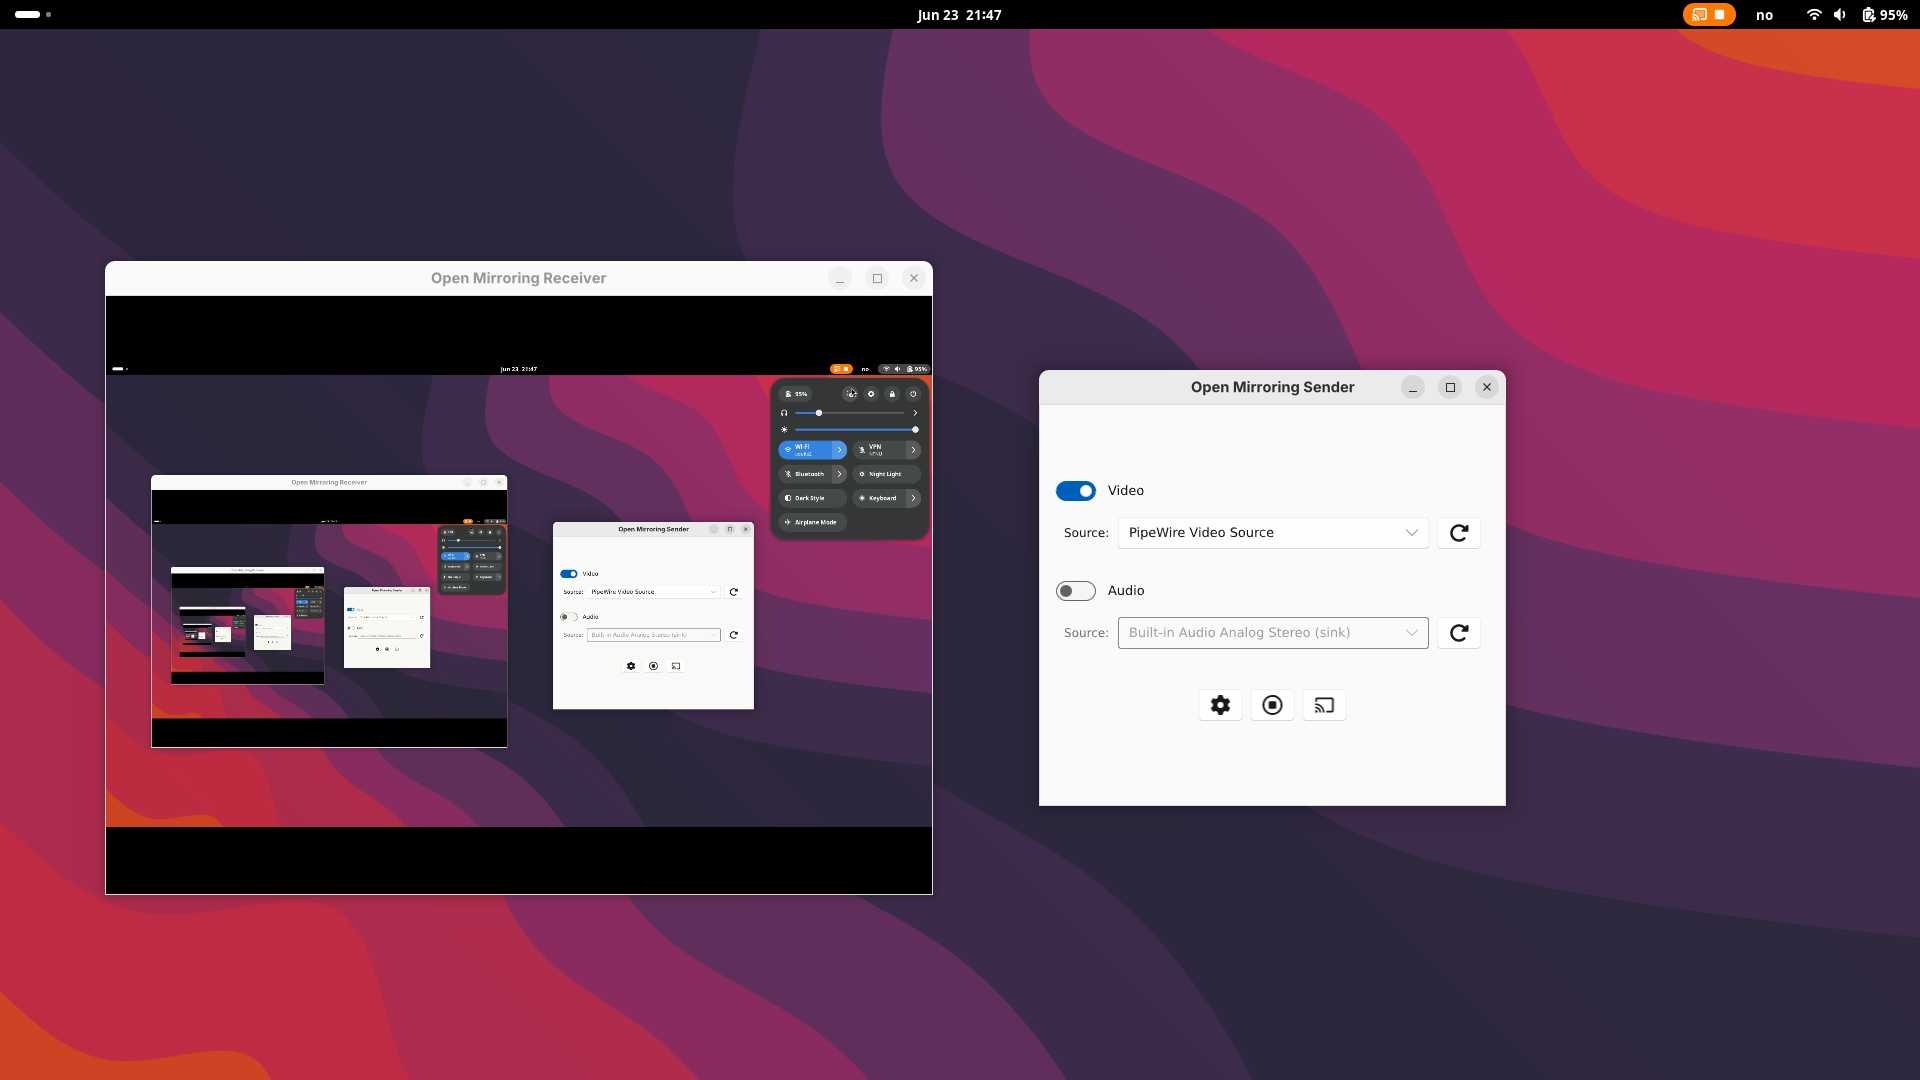 Jun 23 21:47
no
95%
Open Mirroring Receiver
Jun 23 21:47
no
95%
95%
Wi-Fi
VPN
NTNU
Bluetooth
Night Light
Dark Style
Keyboard
Airplane Mode
Open Mirroring Receiver
Open Mirroring Sender
Video
Source: PipeWire Video Source
Audio
Source: Built-in Audio Analog Stereo (sink)
Open Mirroring Sender
Video
Source: PipeWire Video Source
Audio
Source: Built-in Audio Analog Stereo (sink)